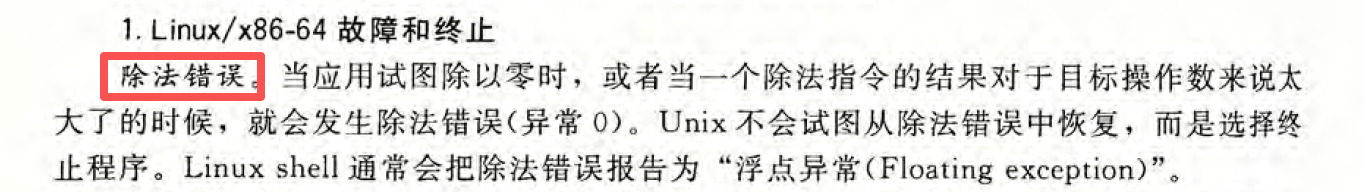 1. Linux/x86-64 故障和终止
除法错误。当应用试图除以零时，或者当一个除法指令的结果对于目标操作数来说太
大了的时候，就会发生除法错误(异常 0)。Unix 不会试图从除法错误中恢复，而是选择终
止程序。Linux shell 通常会把除法错误报告为“浮点异常(Floating exception)”。